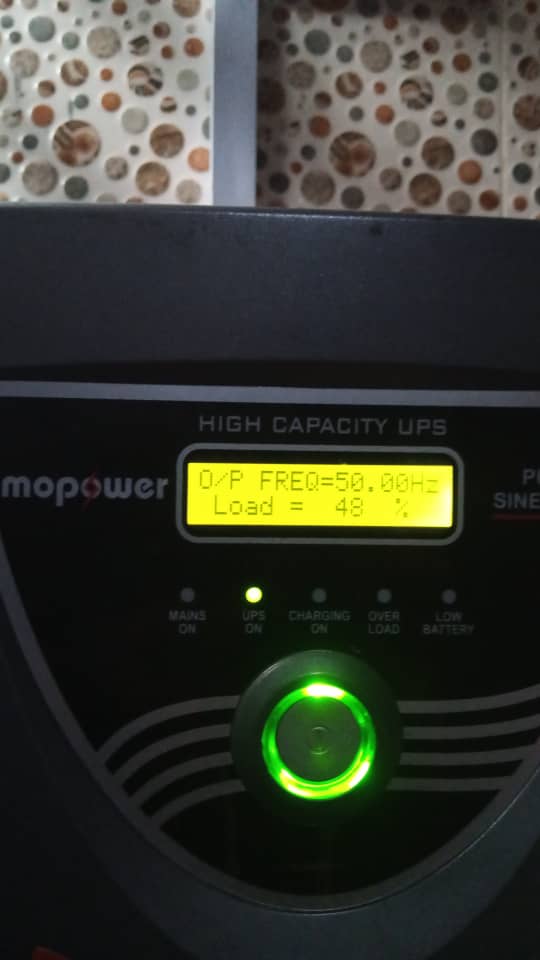 HIGH CAPACITY UPS
mopower
O/P FREQ=50.00Hz
Load = 48 %
SINE
MAINS ON
UPS ON
CHARGING ON
OVER LOAD
LOW BATTERY